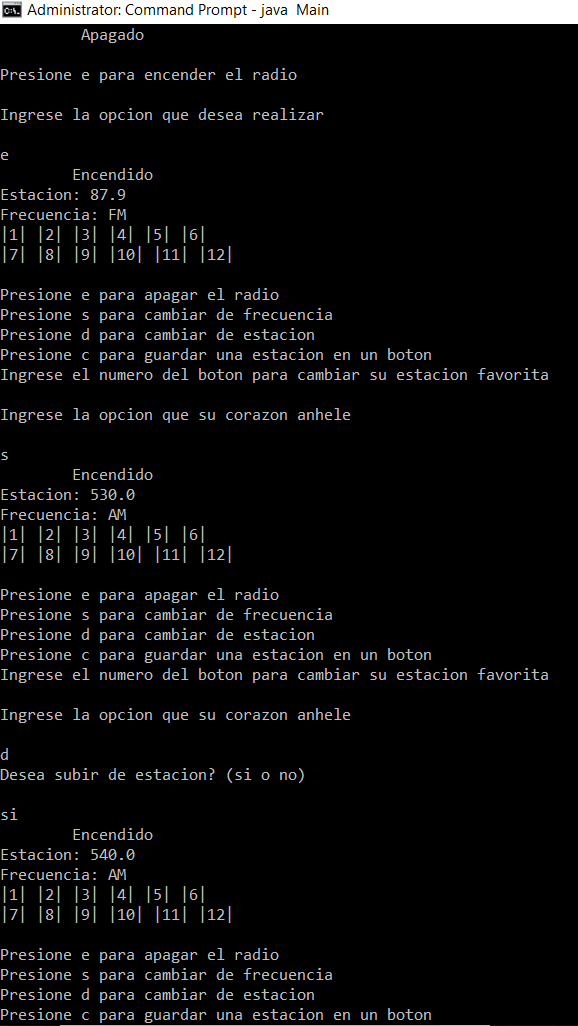 Administrator: Command Prompt - java  Main
Apagado
Presione e para encender el radio
Ingrese la opcion que desea realizar
e
Encendido
Estacion: 87.9
Frecuencia: FM
|1| |2| |3| |4| |5| |6|
|7| |8| |9| |10| |11| |12|
Presione e para apagar el radio
Presione s para cambiar de frecuencia
Presione d para cambiar de estacion
Presione c para guardar una estacion en un boton
Ingrese el numero del boton para cambiar su estacion favorita
Ingrese la opcion que su corazon anhele
s
Encendido
Estacion: 530.0
Frecuencia: AM
|1| |2| |3| |4| |5| |6|
|7| |8| |9| |10| |11| |12|
Presione e para apagar el radio
Presione s para cambiar de frecuencia
Presione d para cambiar de estacion
Presione c para guardar una estacion en un boton
Ingrese el numero del boton para cambiar su estacion favorita
Ingrese la opcion que su corazon anhele
d
Desea subir de estacion? (si o no)
si
Encendido
Estacion: 540.0
Frecuencia: AM
|1| |2| |3| |4| |5| |6|
|7| |8| |9| |10| |11| |12|
Presione e para apagar el radio
Presione s para cambiar de frecuencia
Presione d para cambiar de estacion
Presione c para guardar una estacion en un boton